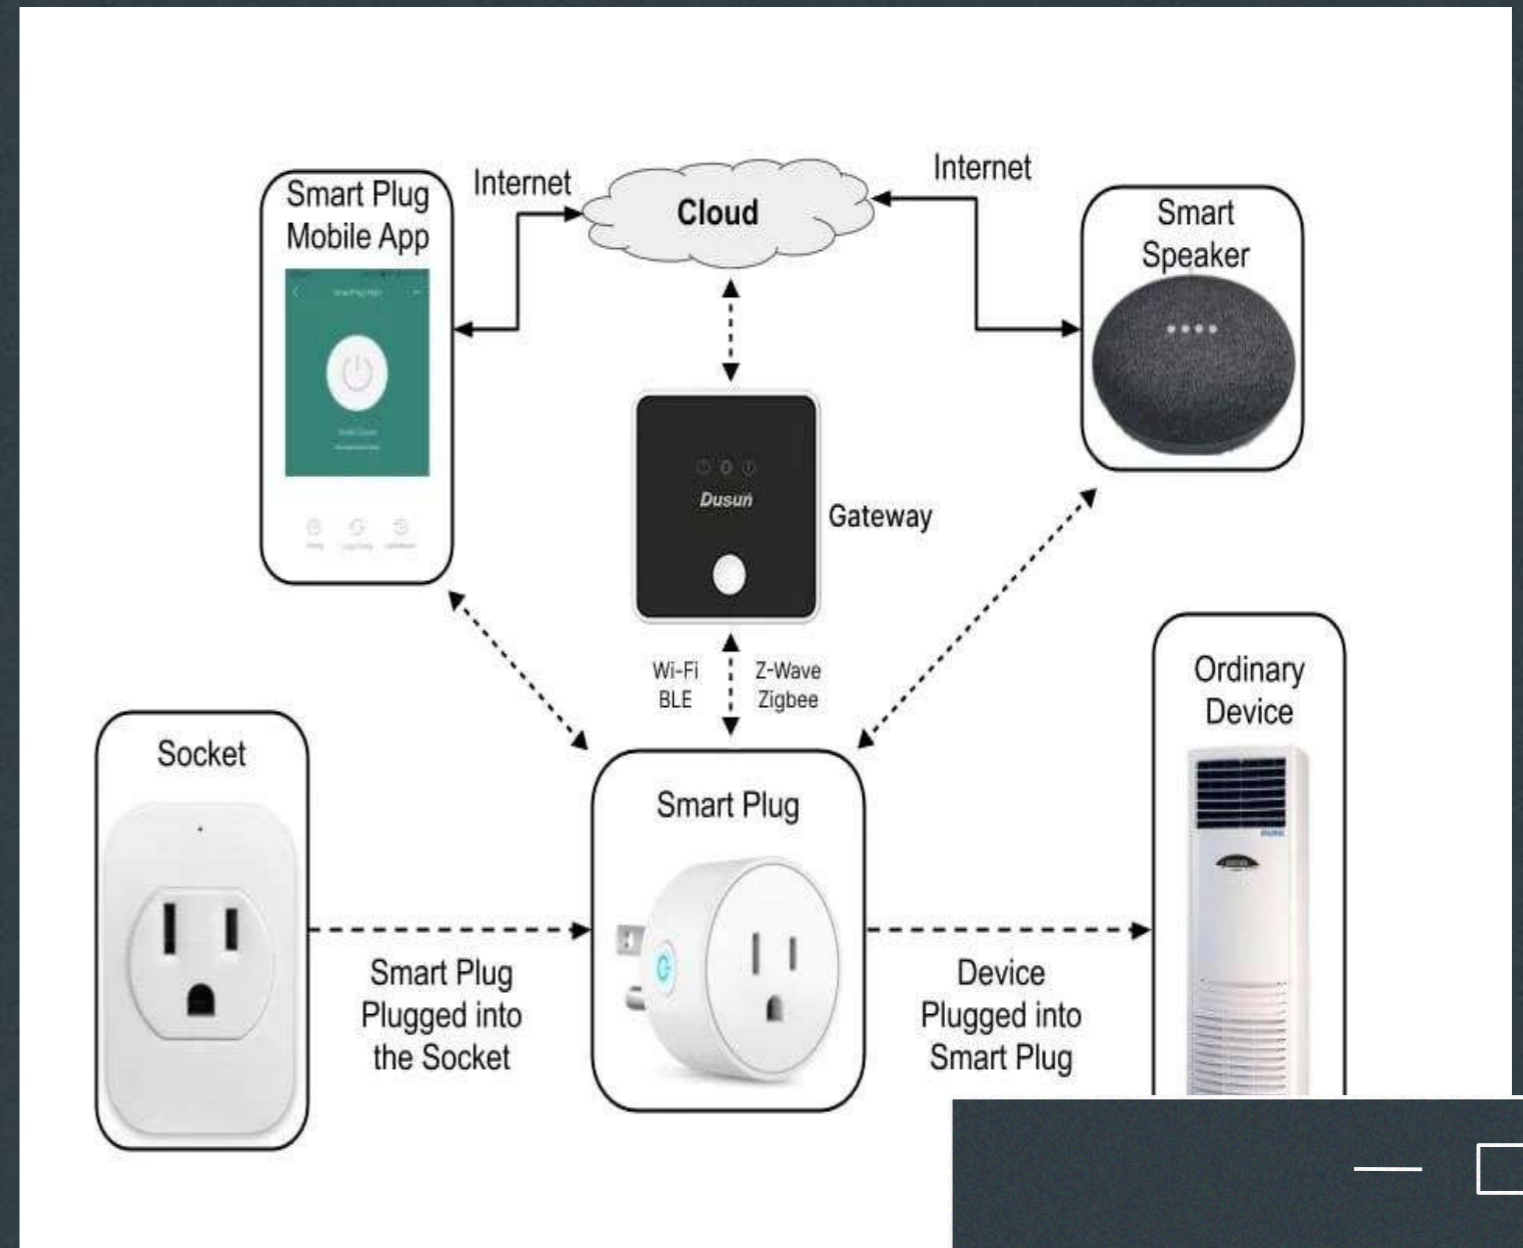 Internet
Internet
Smart Plug
Mobile App
Cloud
Smart
Speaker
Dusun
Gateway
Wi-Fi
BLE
Z-Wave
Zigbee
Ordinary
Device
Socket
Smart Plug
Smart Plug
Plugged into
the Socket
Device
Plugged into
Smart Plug